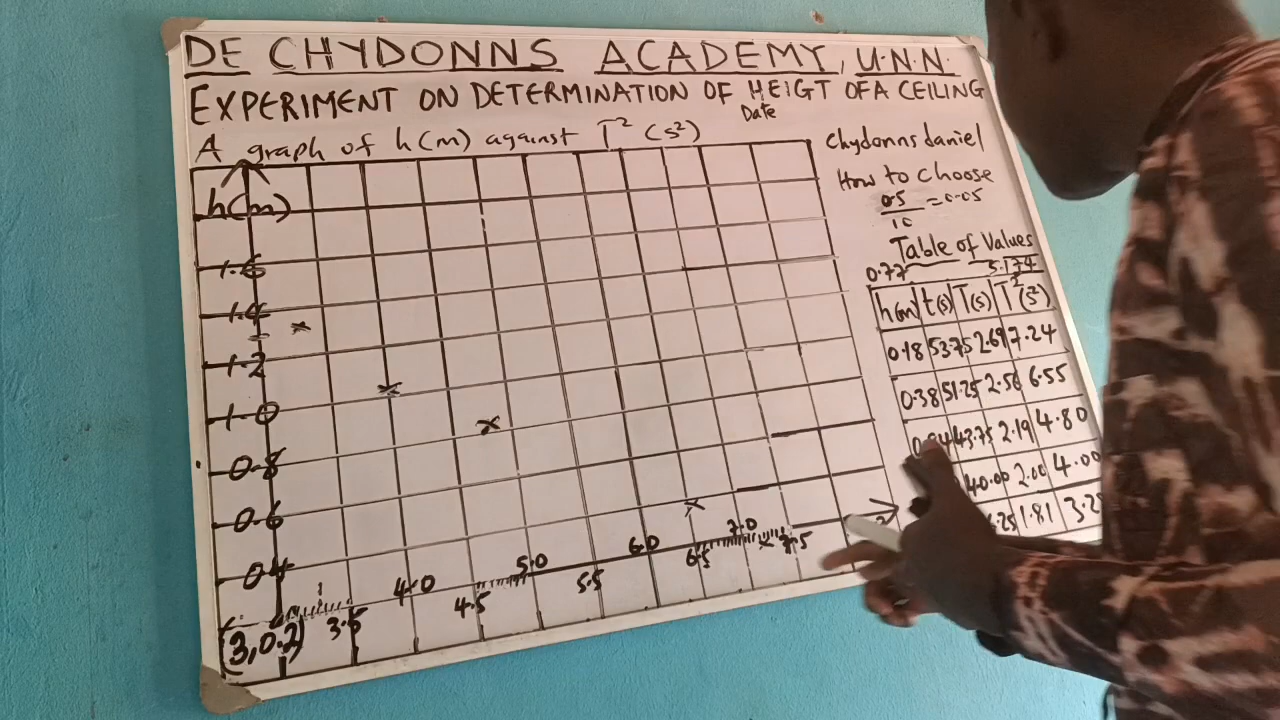 DE CHYDONNS ACADEMY, U.N.N.
EXPERIMENT ON DETERMINATION OF HEIGT OF A CEILING
Date
A graph of h(m) against T² (s²)
h(m)
1.6
1.4
1.2
1.0
0.8
0.6
0.4
(3,0.2)
3.5
4.0
4.5
5.0
5.5
6.0
6.5
7.0
7.5
Chydonns daniel
How to choose
0.5/10 = 0.05
Table of Values
0.77 5.174
h(m) t(s) T(s) T²(s²)
0.18 53.75 2.69 7.24
0.38 51.25 2.56 6.55
43.75 2.19 4.80
40.00 2.00 4.00
1.81